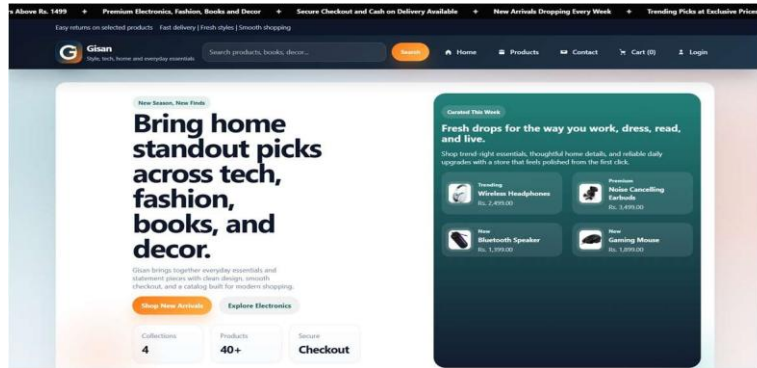 s Above Rs. 1499 + Premium Electronics, Fashion, Books and Decor + Secure Checkout and Cash on Delivery Available + New Arrivals Dropping Every Week + Trending Picks at Exclusive Prices
Easy returns on selected products Fast delivery | Fresh styles | Smooth shopping
G Gisan
Style, tech, home and everyday essentials
Search products, books, decor...
Search
Home
Products
Contact
Cart (0)
Login
New Season, New Finds
Bring home
standout picks
across tech,
fashion,
books, and
decor.
Gisan brings together everyday essentials and
statement pieces with clean design, smooth
checkout, and a catalog built for modern shopping.
Shop New Arrivals
Explore Electronics
Collections
4
Products
40+
Secure
Checkout
Curated This Week
Fresh drops for the way you work, dress, read,
and live.
Shop trend-right essentials, thoughtful home details, and reliable daily
upgrades with a store that feels polished from the first click.
Trending
Wireless Headphones
Rs. 2,499.00
Premium
Noise Cancelling
Earbuds
Rs. 3,499.00
New
Bluetooth Speaker
Rs. 1,399.00
New
Gaming Mouse
Rs. 1,899.00